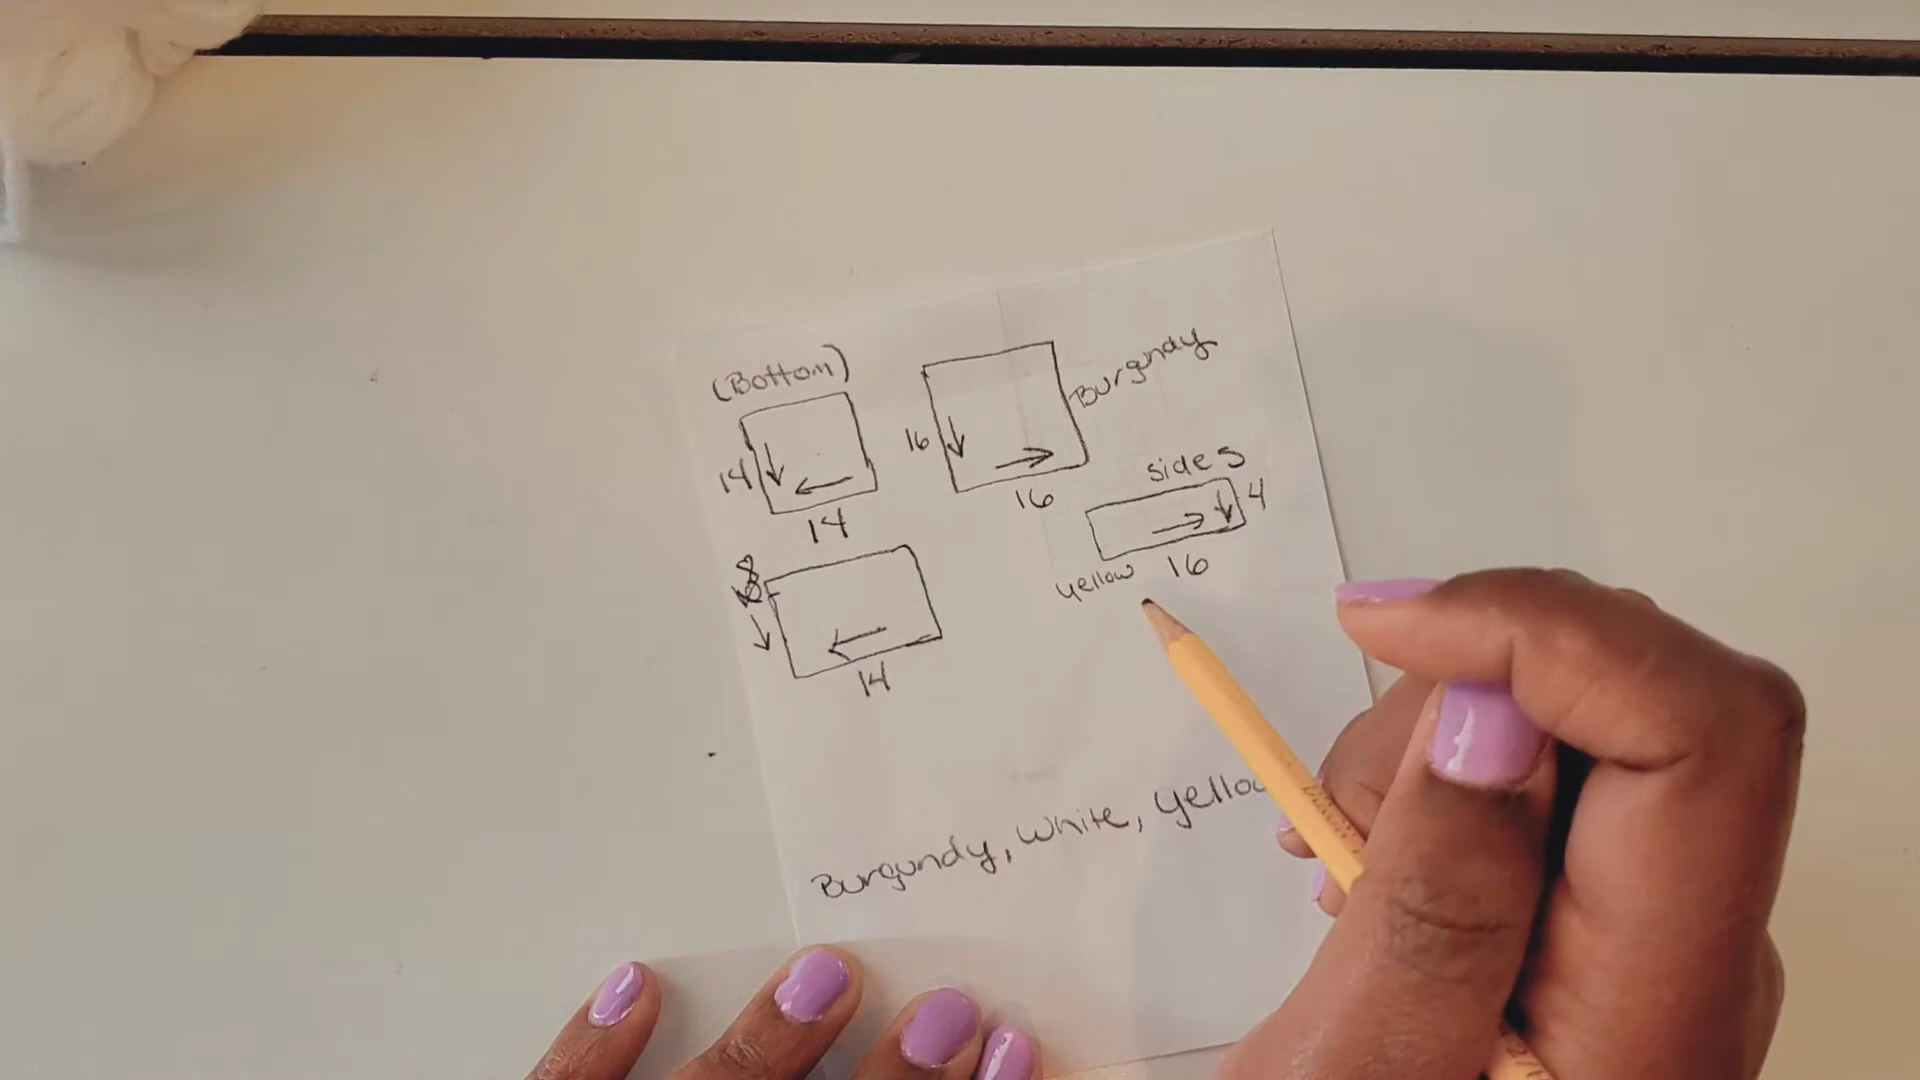 (Bottom)
14
14
Burgundy
16
16
sides
4
16
yellow
8
14
Burgundy, White, yellow